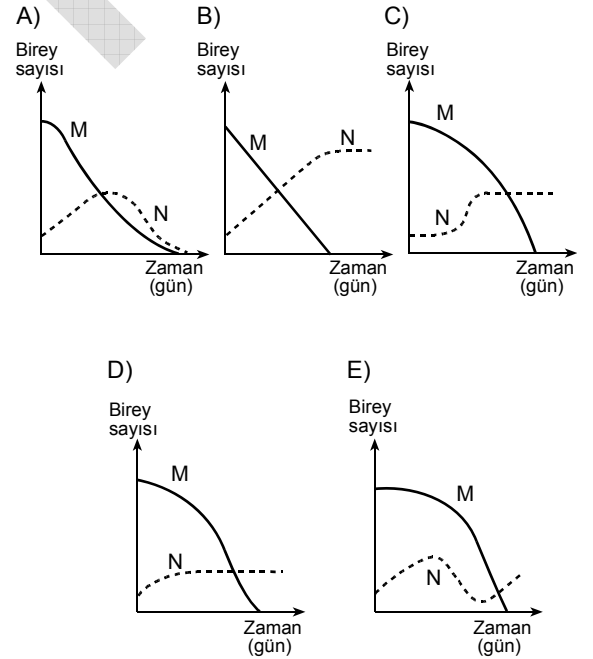 A)
Birey
sayısı
M
N
Zaman
(gün)
B)
Birey
sayısı
M
N
Zaman
(gün)
C)
Birey
sayısı
M
N
Zaman
(gün)
D)
Birey
sayısı
M
N
Zaman
(gün)
E)
Birey
sayısı
M
N
Zaman
(gün)